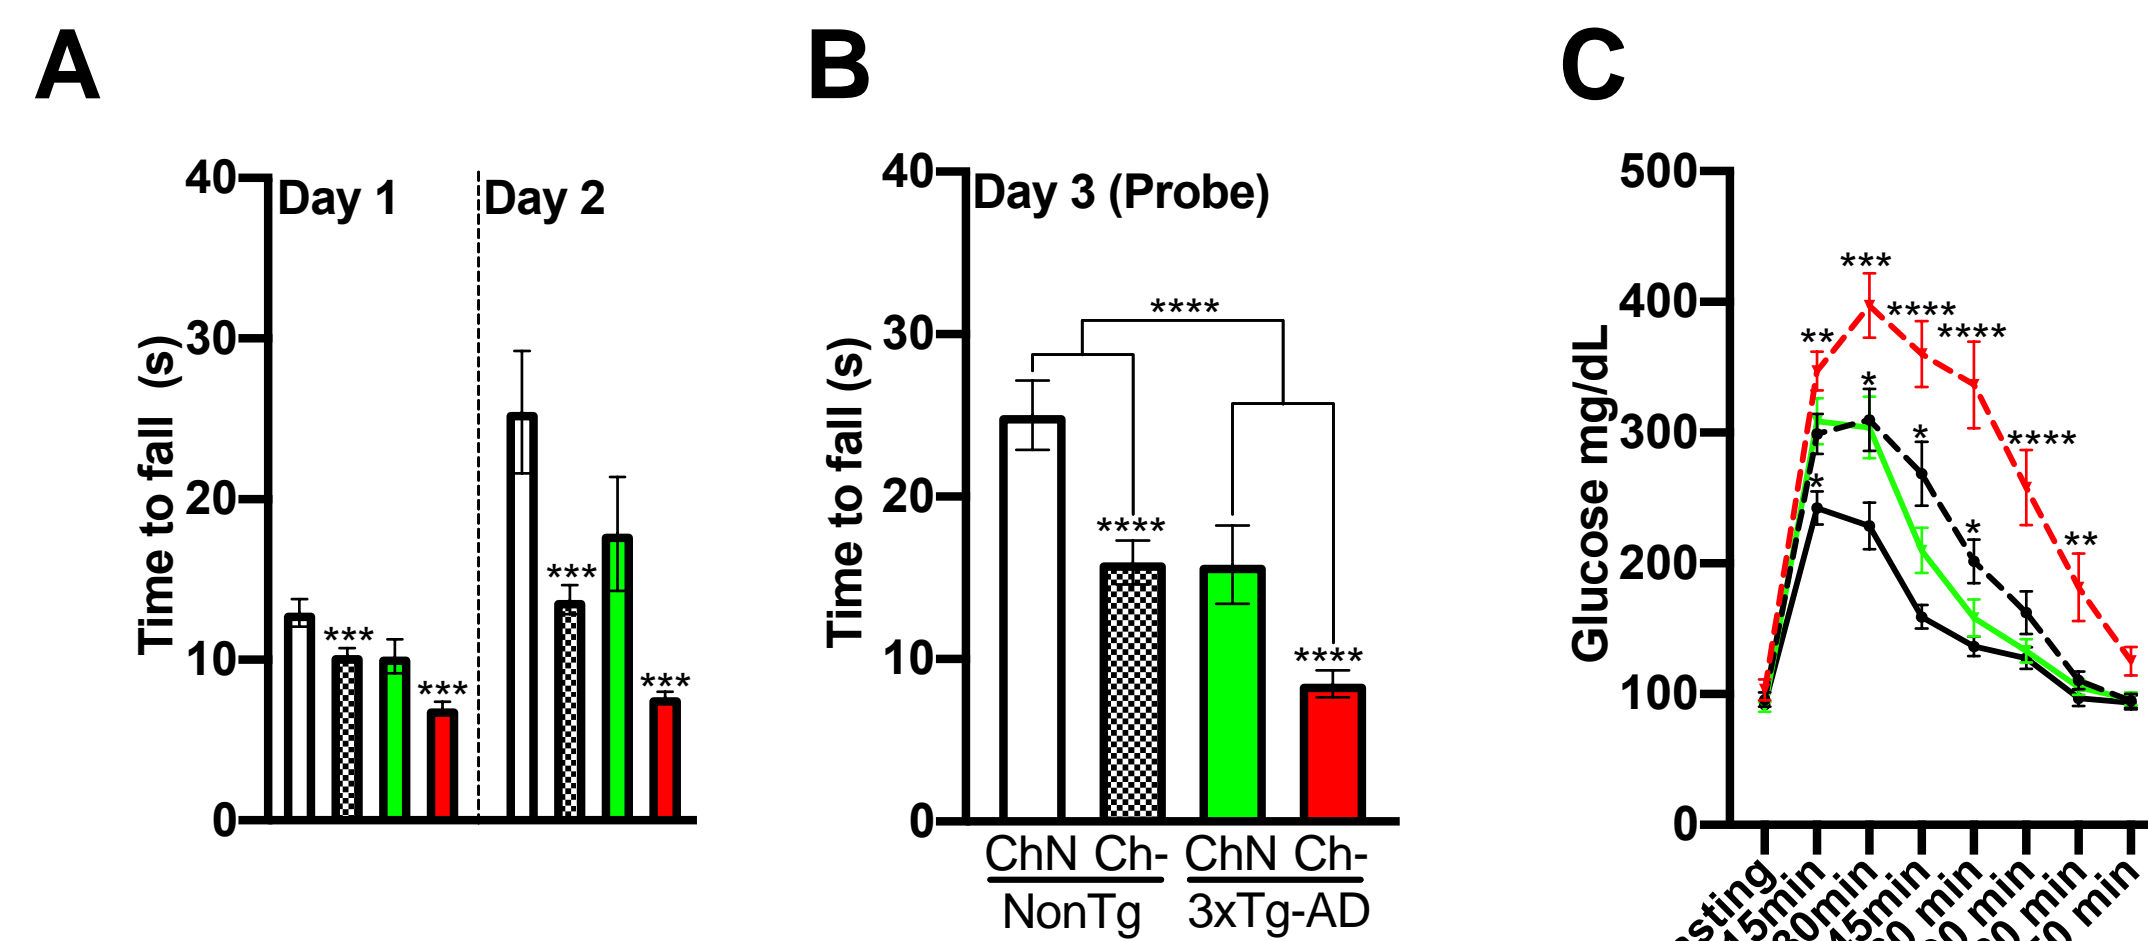 A
B
C
40
30
20
10
0
Time to fall (s)
Day 1
Day 2
***
***
***
***
40
30
20
10
0
Time to fall (s)
Day 3 (Probe)
****
****
****
ChN Ch- ChN Ch-
NonTg 3xTg-AD
500
400
300
200
100
0
Glucose mg/dL
***
**
****
****
*
*
****
*
*
**
15min